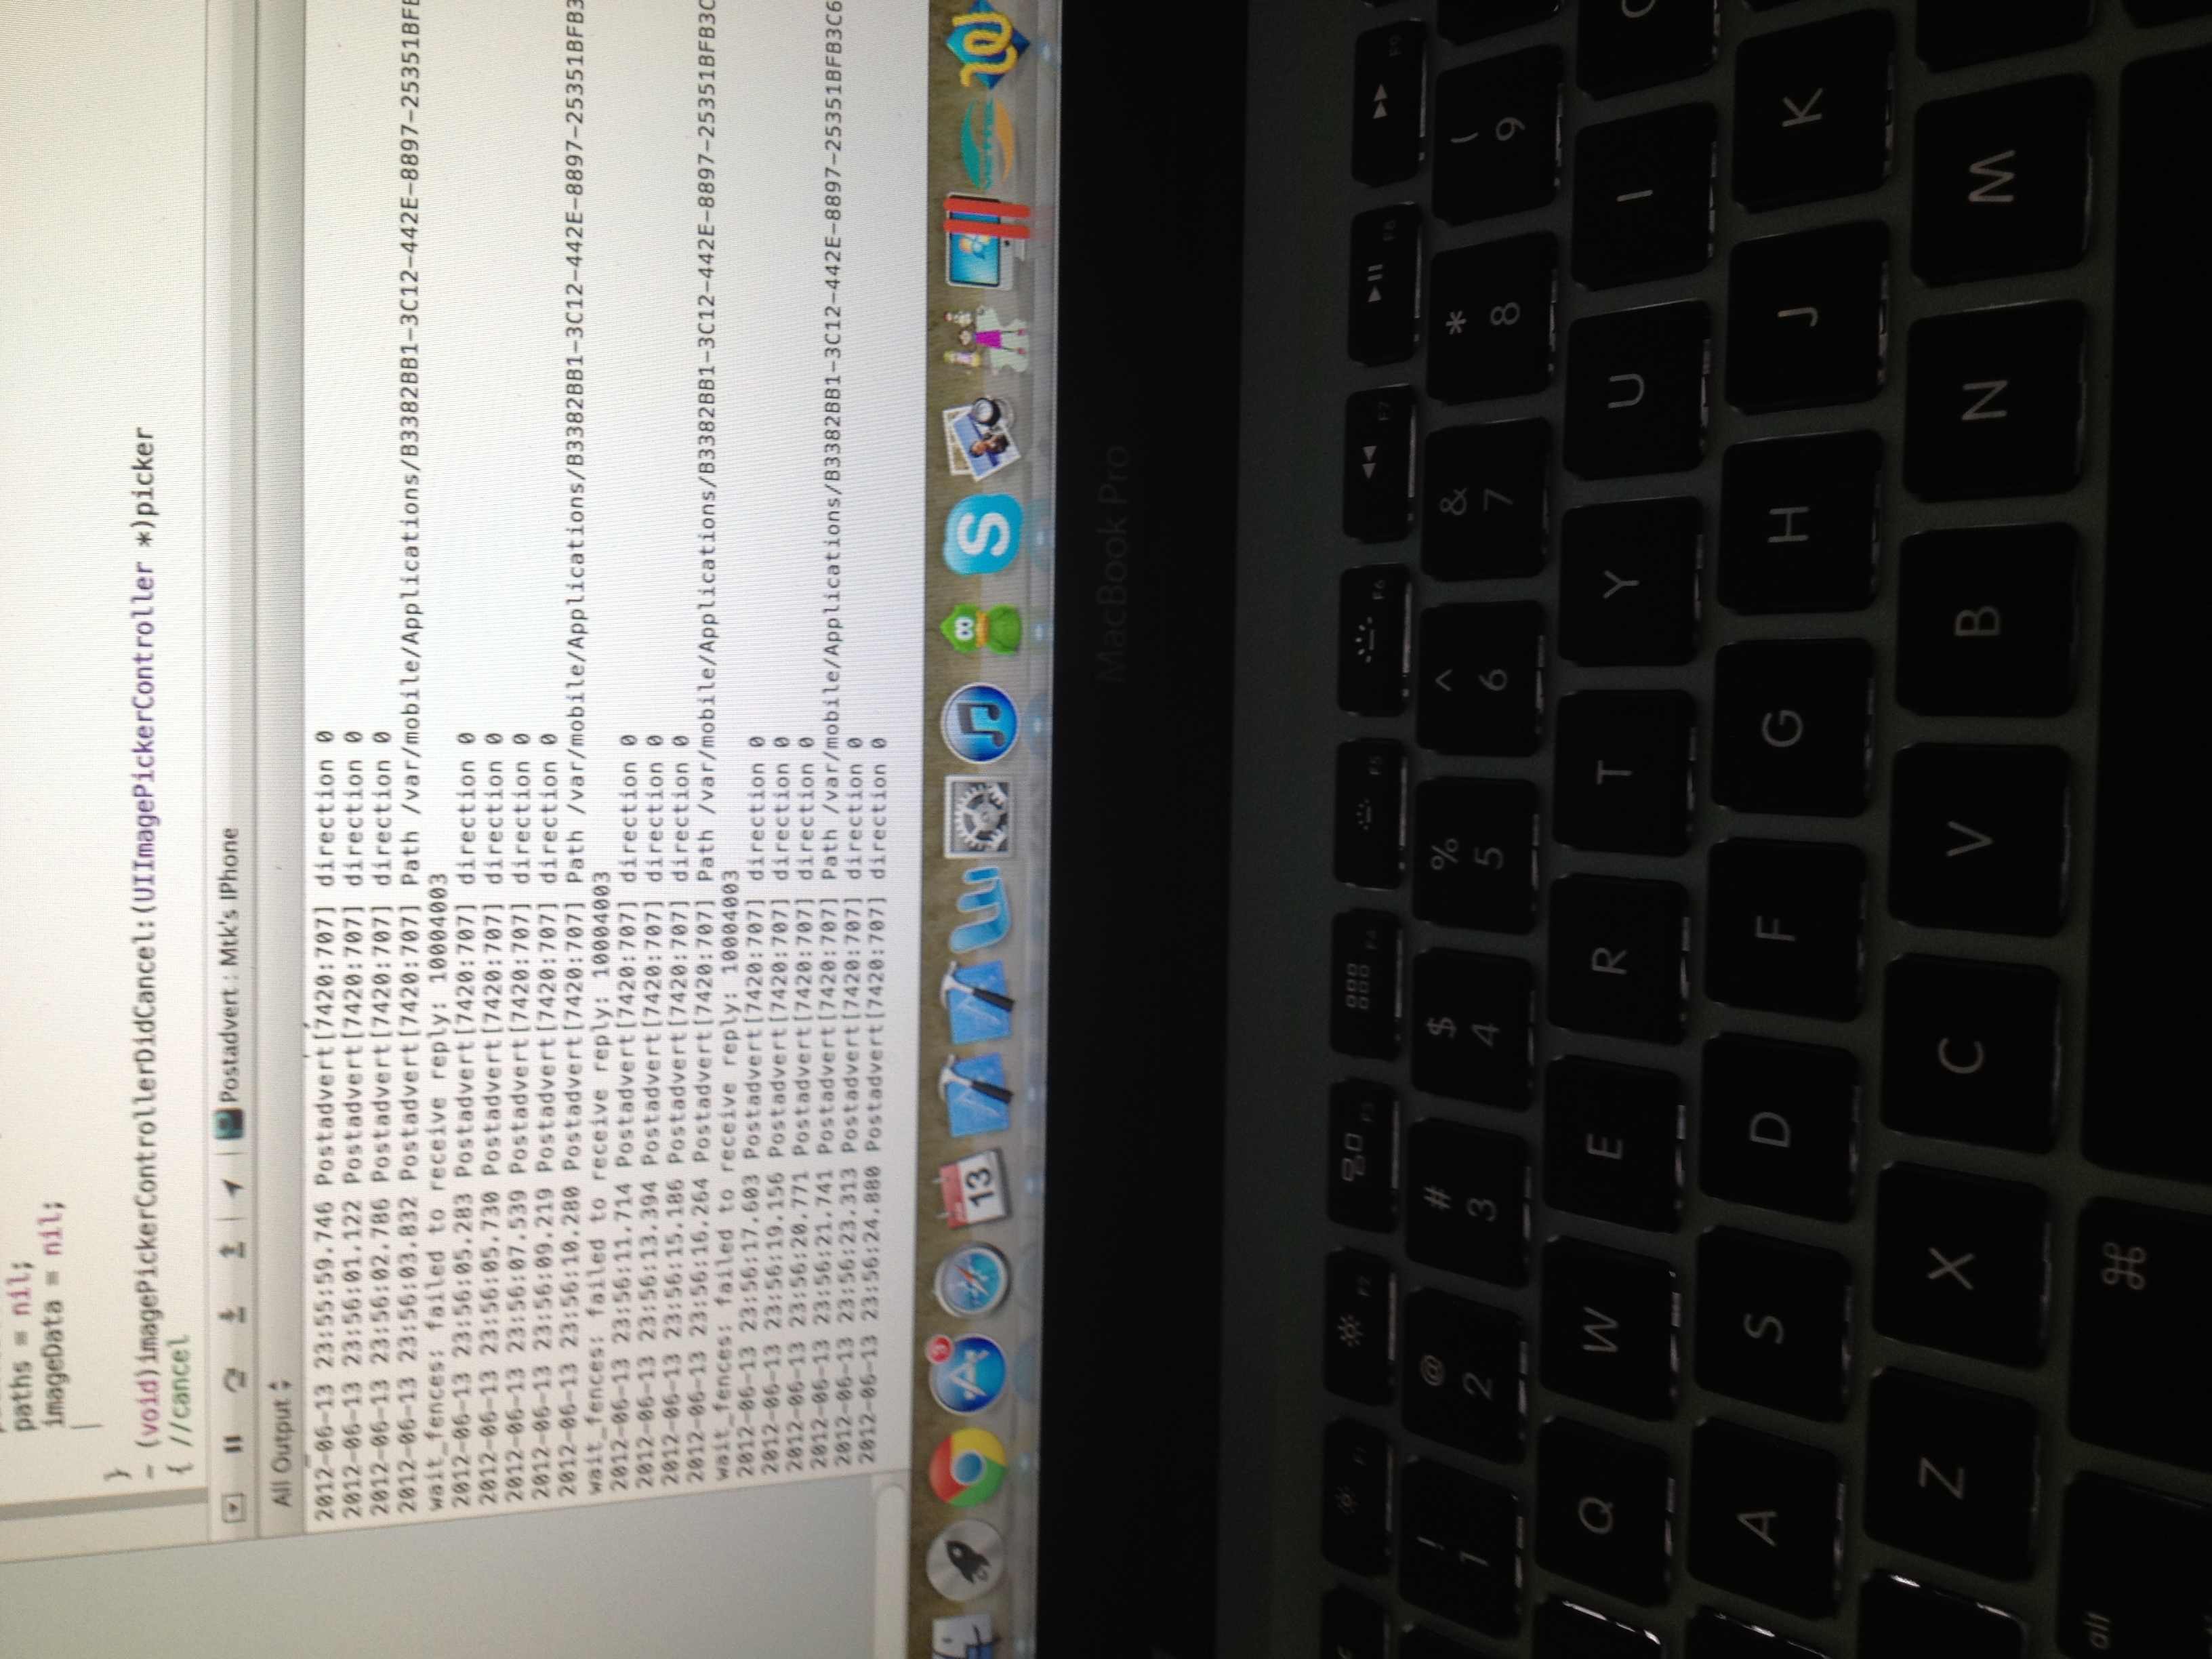 paths = nil;
imageData = nil;
}
- (void)imagePickerControllerDidCancel:(UIImagePickerController *)picker
{ //cancel
Postadvert : Mtk's IPhone
All Output
2012-06-13 23:55:59.746 Postadvert[7420:707] direction 0
2012-06-13 23:56:01.122 Postadvert[7420:707] direction 0
2012-06-13 23:56:02.786 Postadvert[7420:707] direction 0
2012-06-13 23:56:03.832 Postadvert[7420:707] Path /var/mobile/Applications/B3382BB1-3C12-442E-8897-25351BFB
wait_fences: failed to receive reply: 10004003
2012-06-13 23:56:05.283 Postadvert[7420:707] direction 0
2012-06-13 23:56:05.730 Postadvert[7420:707] direction 0
2012-06-13 23:56:07.539 Postadvert[7420:707] direction 0
2012-06-13 23:56:09.219 Postadvert[7420:707] direction 0
2012-06-13 23:56:10.280 Postadvert[7420:707] Path /var/mobile/Applications/B3382BB1-3C12-442E-8897-25351BFB3
wait_fences: failed to receive reply: 10004003
2012-06-13 23:56:11.714 Postadvert[7420:707] direction 0
2012-06-13 23:56:13.394 Postadvert[7420:707] direction 0
2012-06-13 23:56:15.186 Postadvert[7420:707] direction 0
2012-06-13 23:56:16.264 Postadvert[7420:707] Path /var/mobile/Applications/B3382BB1-3C12-442E-8897-25351BFB3C
wait_fences: failed to receive reply: 10004003
2012-06-13 23:56:17.603 Postadvert[7420:707] direction 0
2012-06-13 23:56:19.156 Postadvert[7420:707] direction 0
2012-06-13 23:56:20.771 Postadvert[7420:707] direction 0
2012-06-13 23:56:21.741 Postadvert[7420:707] Path /var/mobile/Applications/B3382BB1-3C12-442E-8897-25351BFB3C6
2012-06-13 23:56:23.313 Postadvert[7420:707] direction 0
2012-06-13 23:56:24.880 Postadvert[7420:707] direction 0
13
S
MacBook Pro
F1 F2 F3 F4 F5 F6 F7 F8 F9
! @ # $ % ^ & * (
1 2 3 4 5 6 7 8 9
Q W E R T Y U I
A S D F G H J K
Z X C V B N M
alt ⌘